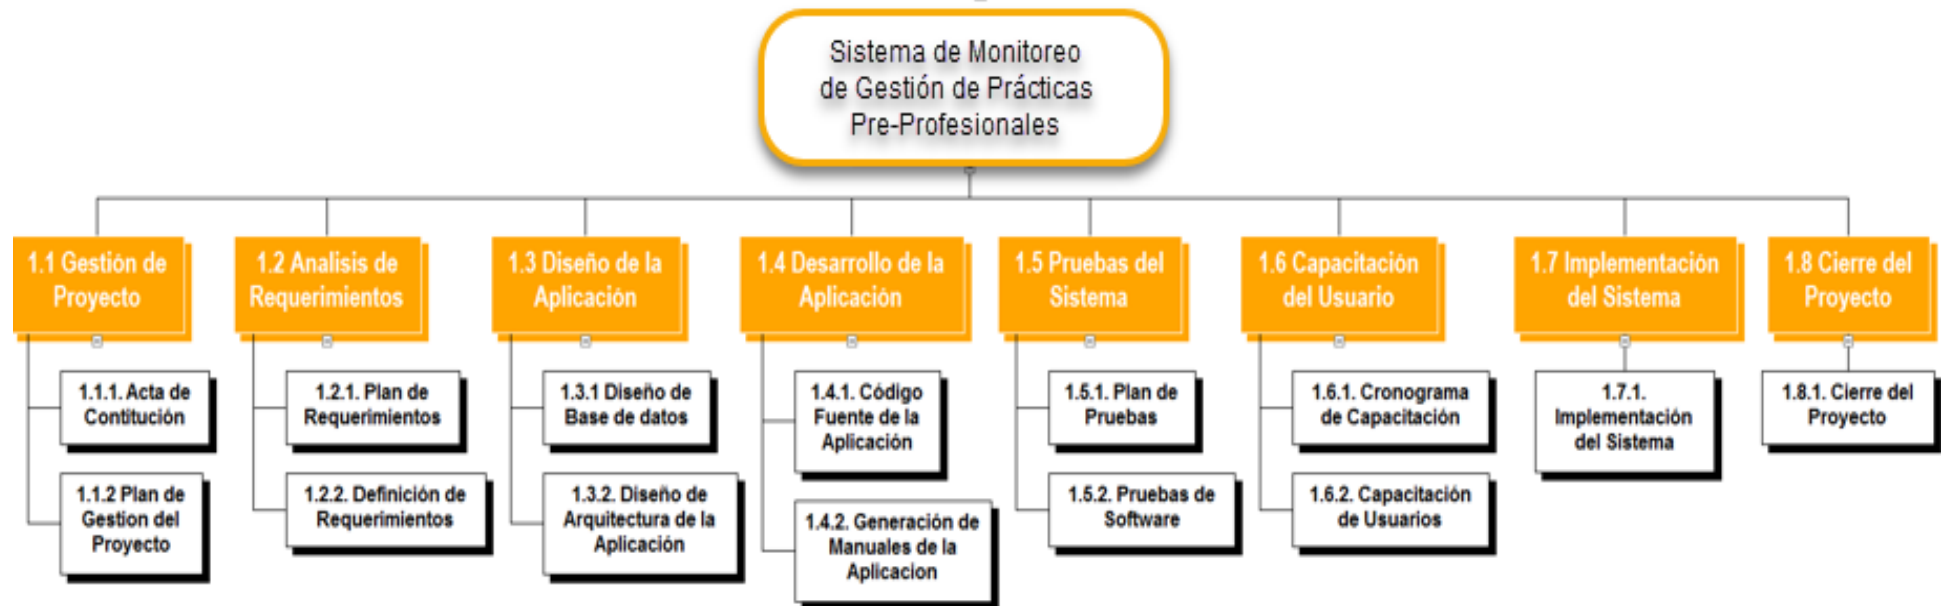 Sistema de Monitoreo
de Gestión de Prácticas
Pre-Profesionales
1.1 Gestión de
Proyecto
1.2 Analisis de
Requerimientos
1.3 Diseño de la
Aplicación
1.4 Desarrollo de la
Aplicación
1.5 Pruebas del
Sistema
1.6 Capacitación
del Usuario
1.7 Implementación
del Sistema
1.8 Cierre del
Proyecto
1.1.1. Acta de
Contitución
1.2.1. Plan de
Requerimientos
1.3.1 Diseño de
Base de datos
1.4.1. Código
Fuente de la
Aplicación
1.5.1. Plan de
Pruebas
1.6.1. Cronograma
de Capacitación
1.7.1.
Implementación
del Sistema
1.8.1. Cierre del
Proyecto
1.1.2 Plan de
Gestion del
Proyecto
1.2.2. Definición de
Requerimientos
1.3.2. Diseño de
Arquitectura de la
Aplicación
1.4.2. Generación de
Manuales de la
Aplicacion
1.5.2. Pruebas de
Software
1.6.2. Capacitación
de Usuarios